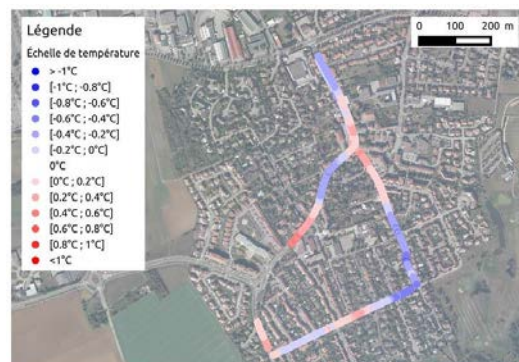 Légende
Échelle de température
> -1°C
[-1°C ; -0.8°C]
[-0.8°C ; -0.6°C]
[-0.6°C ; -0.4°C]
[-0.4°C ; -0.2°C]
[-0.2°C ; 0°C]
0°C
[0°C ; 0.2°C]
[0.2°C ; 0.4°C]
[0.4°C ; 0.6°C]
[0.6°C ; 0.8°C]
[0.8°C ; 1°C]
<1°C
0 100 200 m